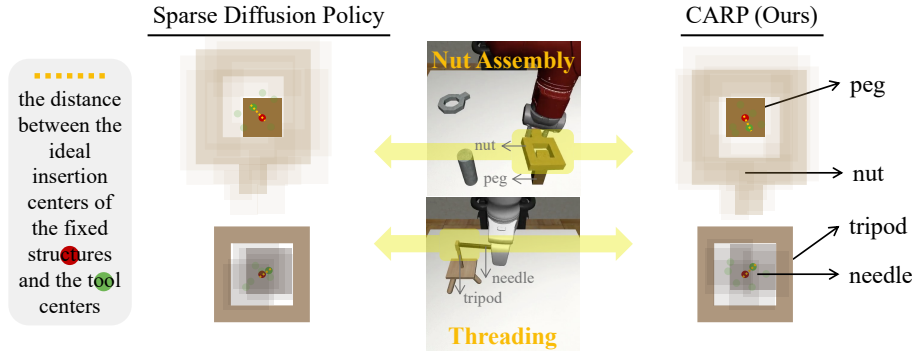 Sparse Diffusion Policy
CARP (Ours)
the distance
between the
ideal
insertion
centers of
the fixed
structures
and the tool
centers
Nut Assembly
nut
peg
needle
tripod
Threading
peg
nut
tripod
needle